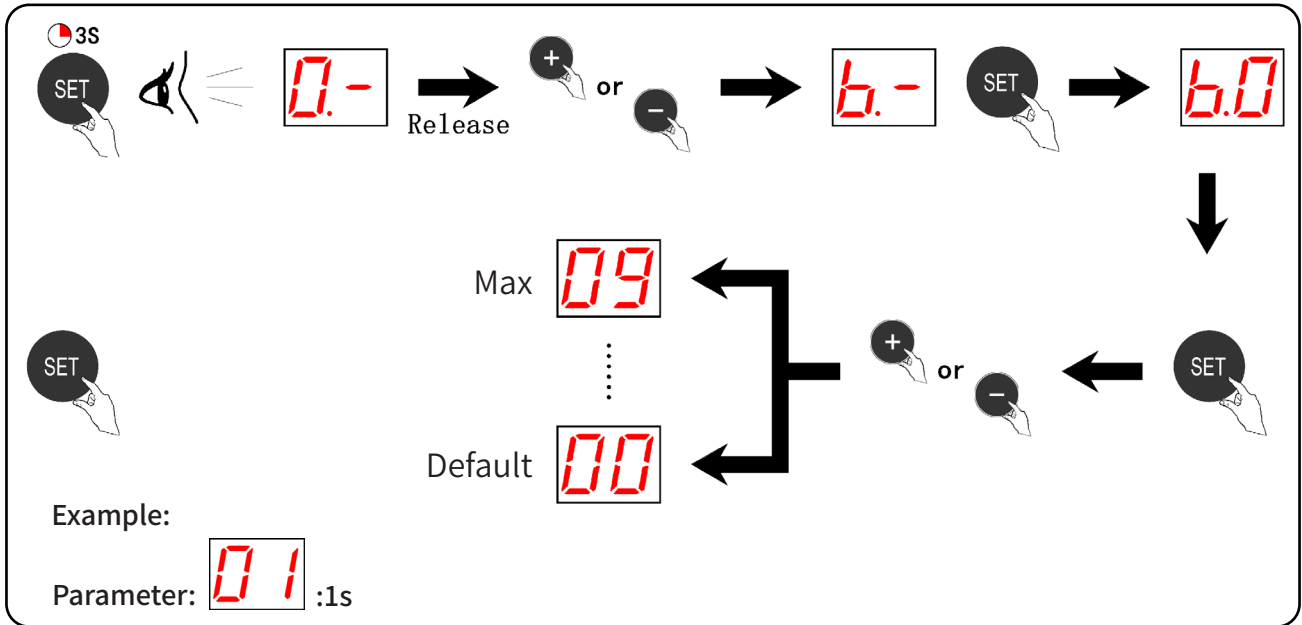 3S
SET
0.-
Release
+ or -
b.-
SET
b.0
SET
+ or -
Max 09
Default 00
SET
Example:
Parameter: 01 :1s